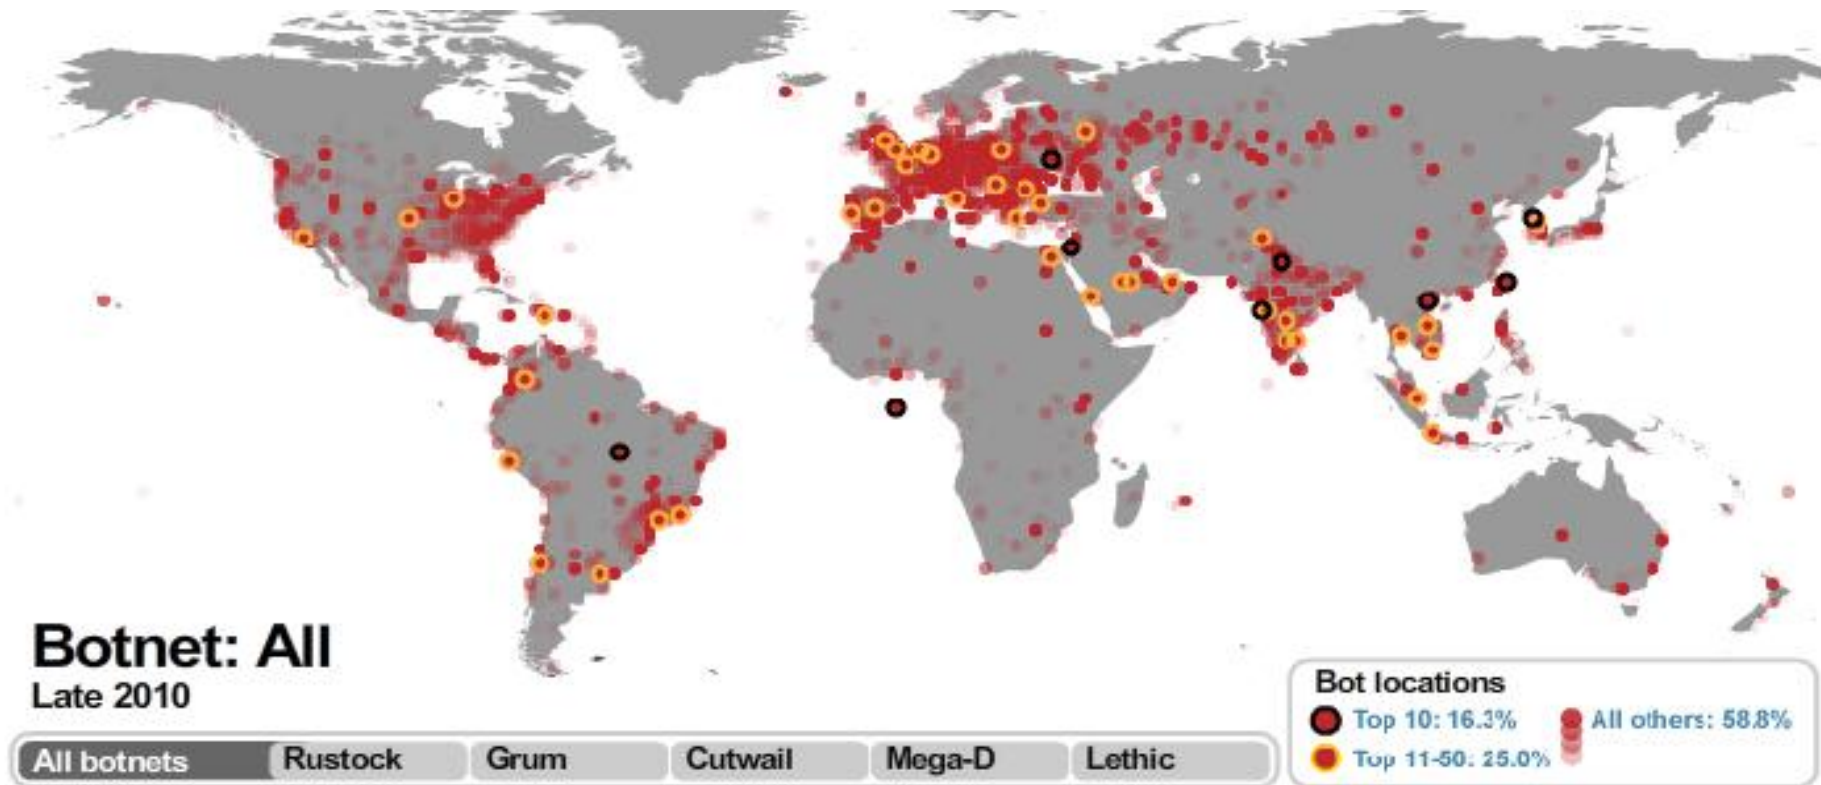 Botnet: All
Late 2010
All botnets
Rustock
Grum
Cutwail
Mega-D
Lethic
Bot locations
Top 10: 16.3%
All others: 58.8%
Top 11-50: 25.0%